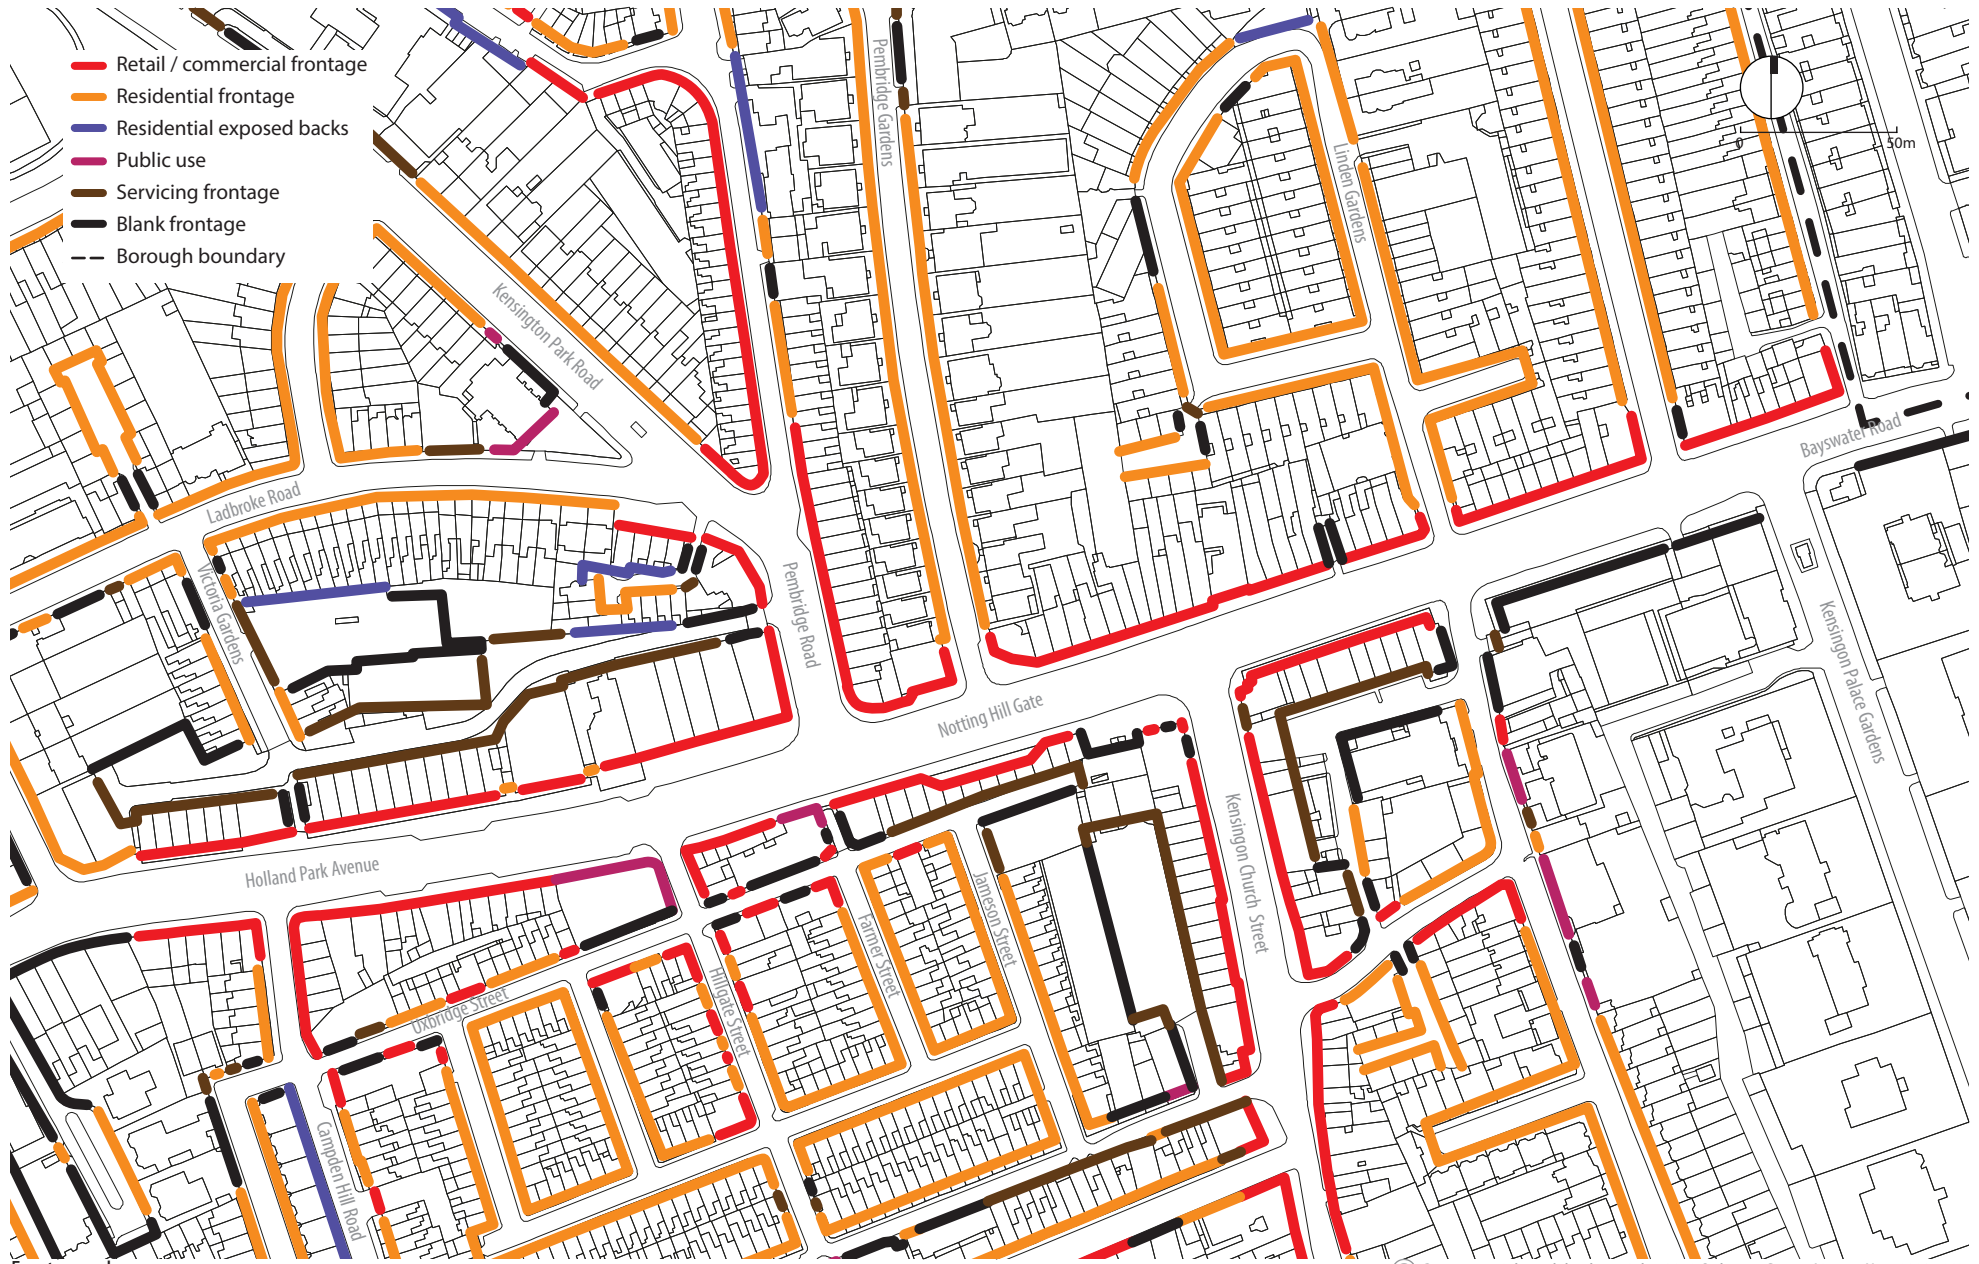 Retail / commercial frontage
Residential frontage
Residential exposed backs
Public use
Servicing frontage
Blank frontage
Borough boundary
Pembridge Gardens
Linden Gardens
0
50m
Kensington Park Road
Ladbroke Road
Victoria Gardens
Pembridge Road
Bayswater Road
Kensington Palace Gardens
Notting Hill Gate
Holland Park Avenue
Kensingon Church Street
Farmer Street
Jameson Street
Hillgate Street
Uxbridge Street
Campden Hill Road